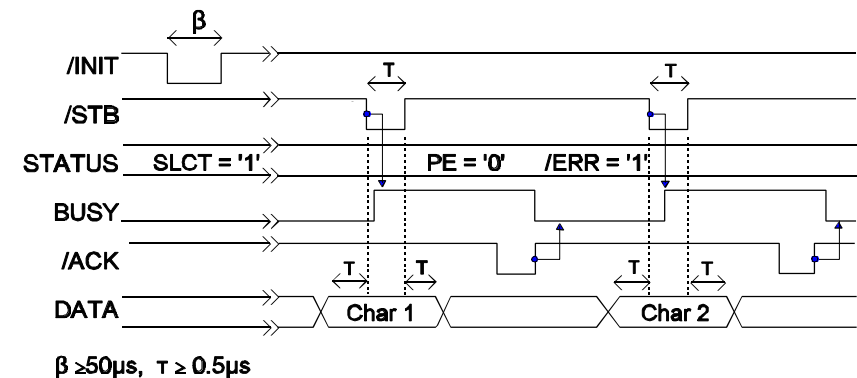 β
/INIT
T
T
/STB
STATUS SLCT = '1' PE = '0' /ERR = '1'
BUSY
/ACK
T T T T
DATA Char 1 Char 2
β ≥50μs, τ ≥ 0.5μs